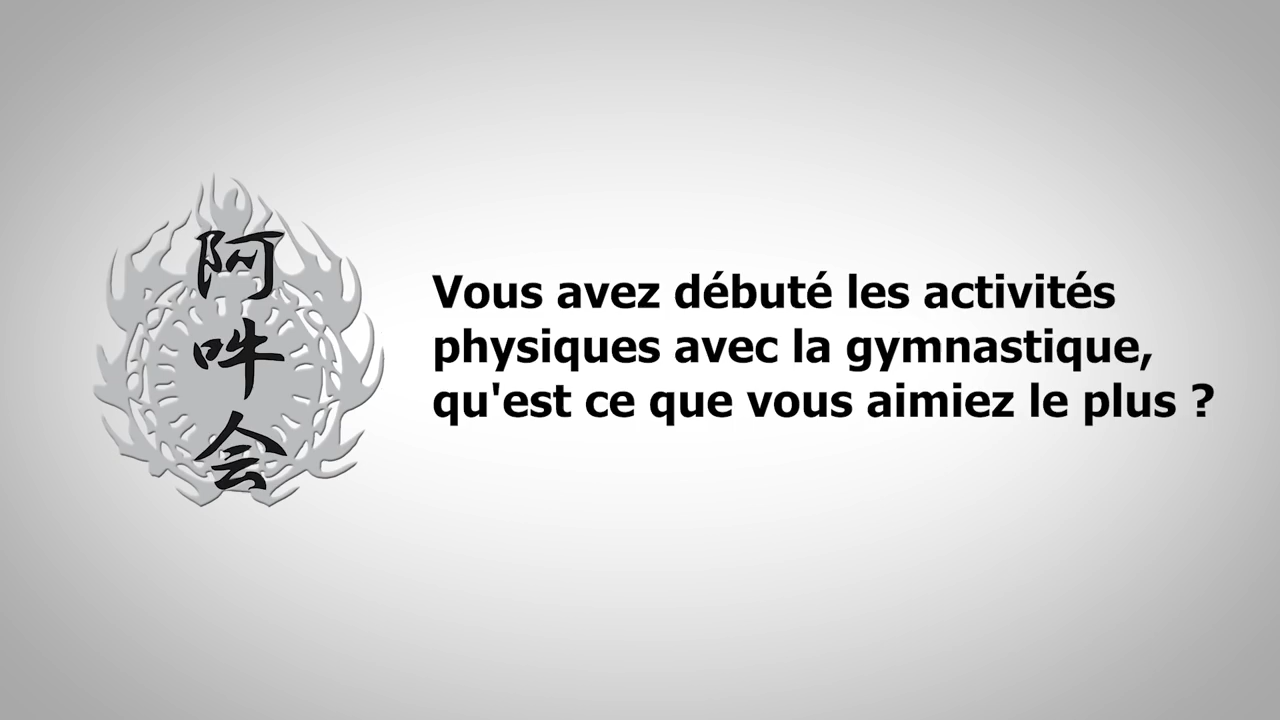 阿
吽
会
Vous avez débuté les activités
physiques avec la gymnastique,
qu'est ce que vous aimiez le plus ?